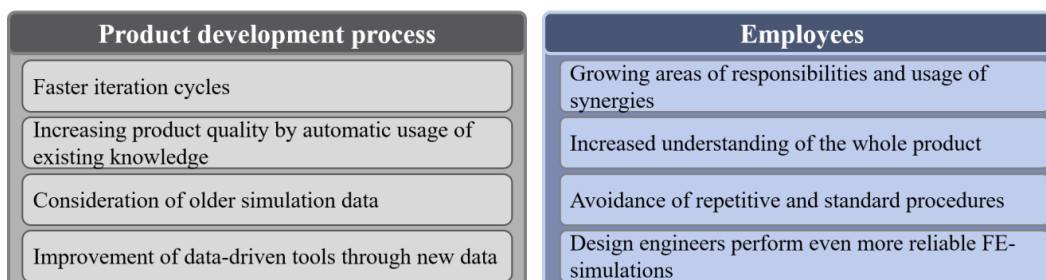 Product development process
Faster iteration cycles
Increasing product quality by automatic usage of
existing knowledge
Consideration of older simulation data
Improvement of data-driven tools through new data
Employees
Growing areas of responsibilities and usage of
synergies
Increased understanding of the whole product
Avoidance of repetitive and standard procedures
Design engineers perform even more reliable FE-
simulations